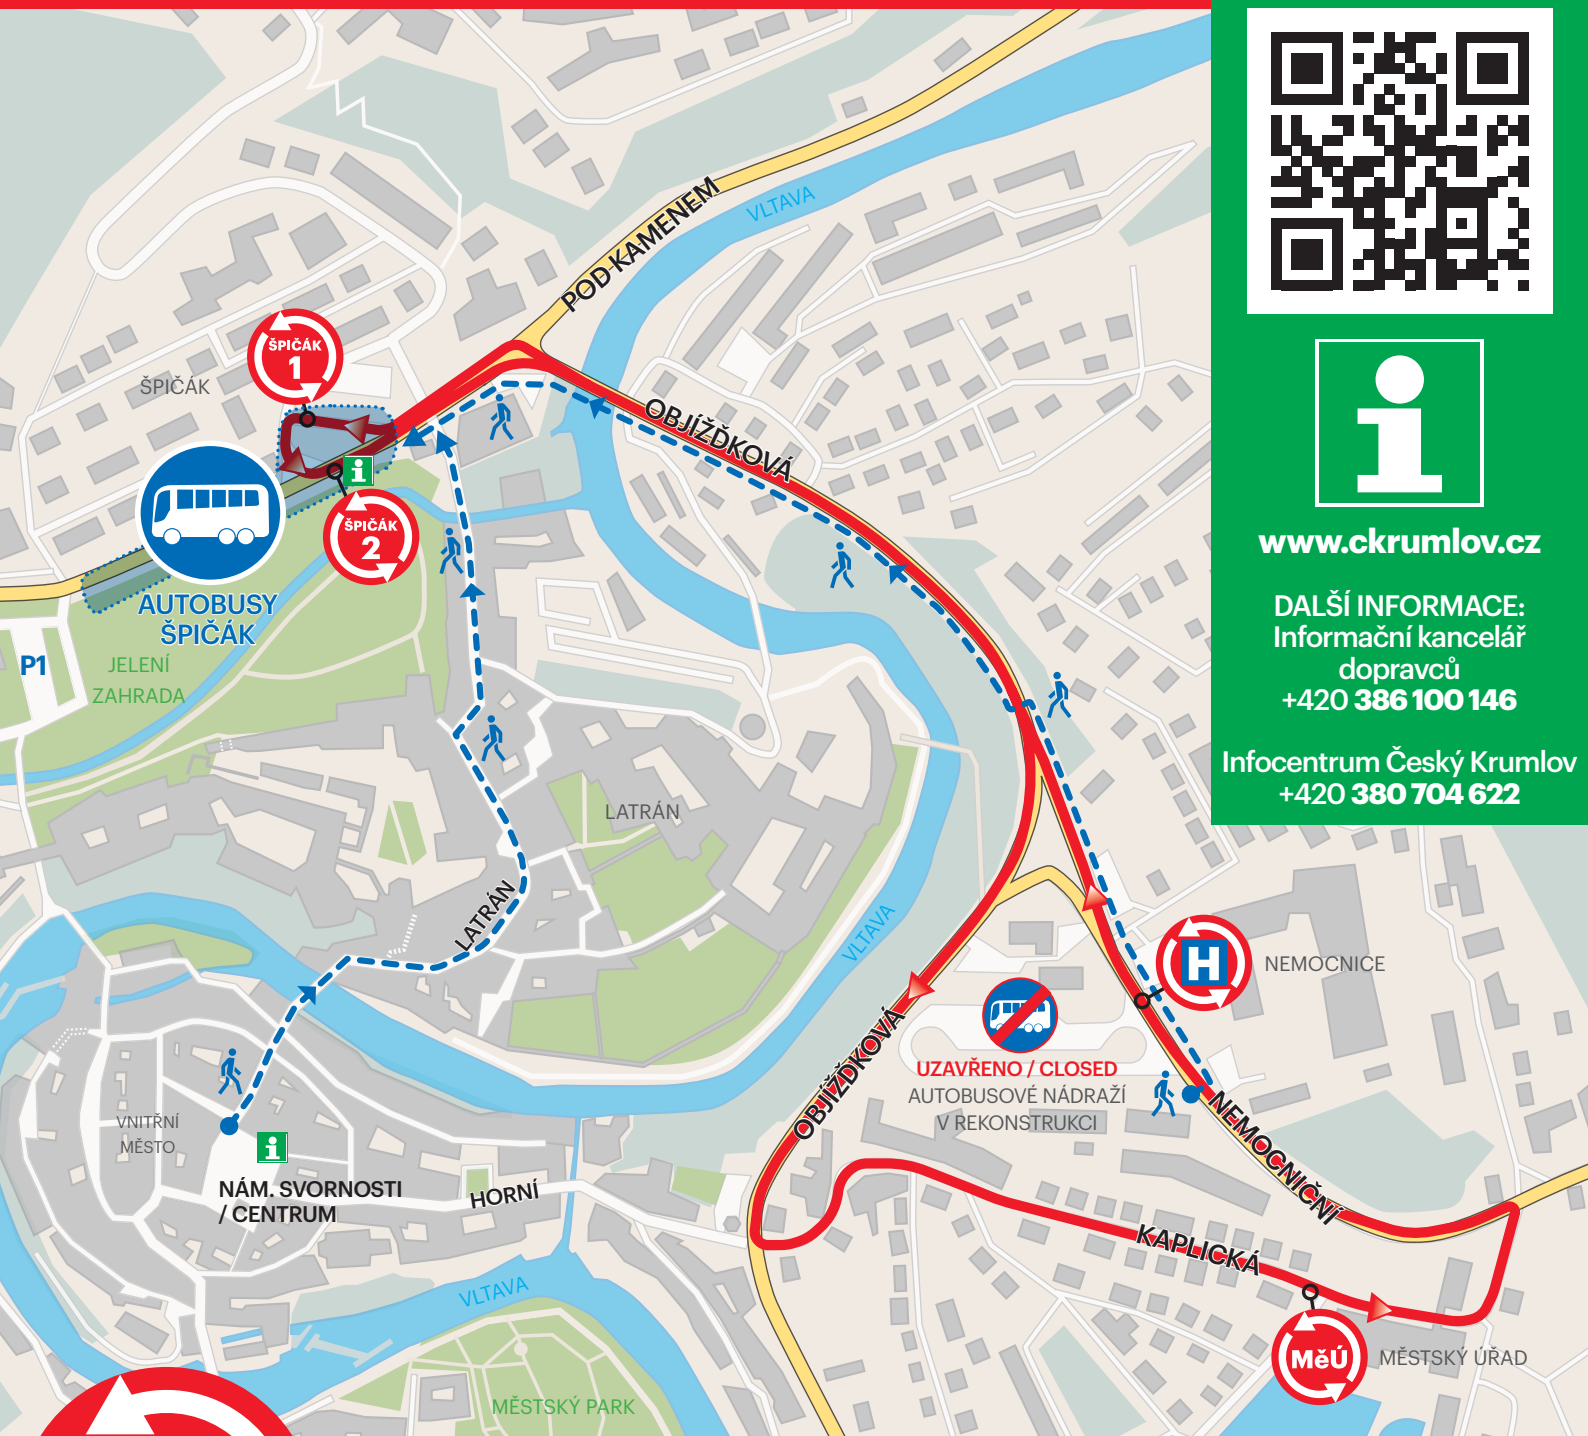 POD KAMENEM
VLTAVA
ŠPIČÁK
1
ŠPIČÁK
OBJÍŽĎKOVÁ
ŠPIČÁK
2
AUTOBUSY
ŠPIČÁK
P1
JELENÍ
ZAHRADA
www.ckrumlov.cz
DALŠÍ INFORMACE:
Informační kancelář
dopravců
+420 386 100 146
Infocentrum Český Krumlov
+420 380 704 622
LATRÁN
LATRÁN
VLTAVA
H
NEMOCNICE
OBJÍŽĎKOVÁ
UZAVŘENO / CLOSED
AUTOBUSOVÉ NÁDRAŽÍ
V REKONSTRUKCI
NEMOCNIČNÍ
VNITŘNÍ
MĚSTO
NÁM. SVORNOSTI
/ CENTRUM
HORNÍ
KAPLICKÁ
VLTAVA
MěÚ
MĚSTSKÝ ÚŘAD
MĚSTSKÝ PARK